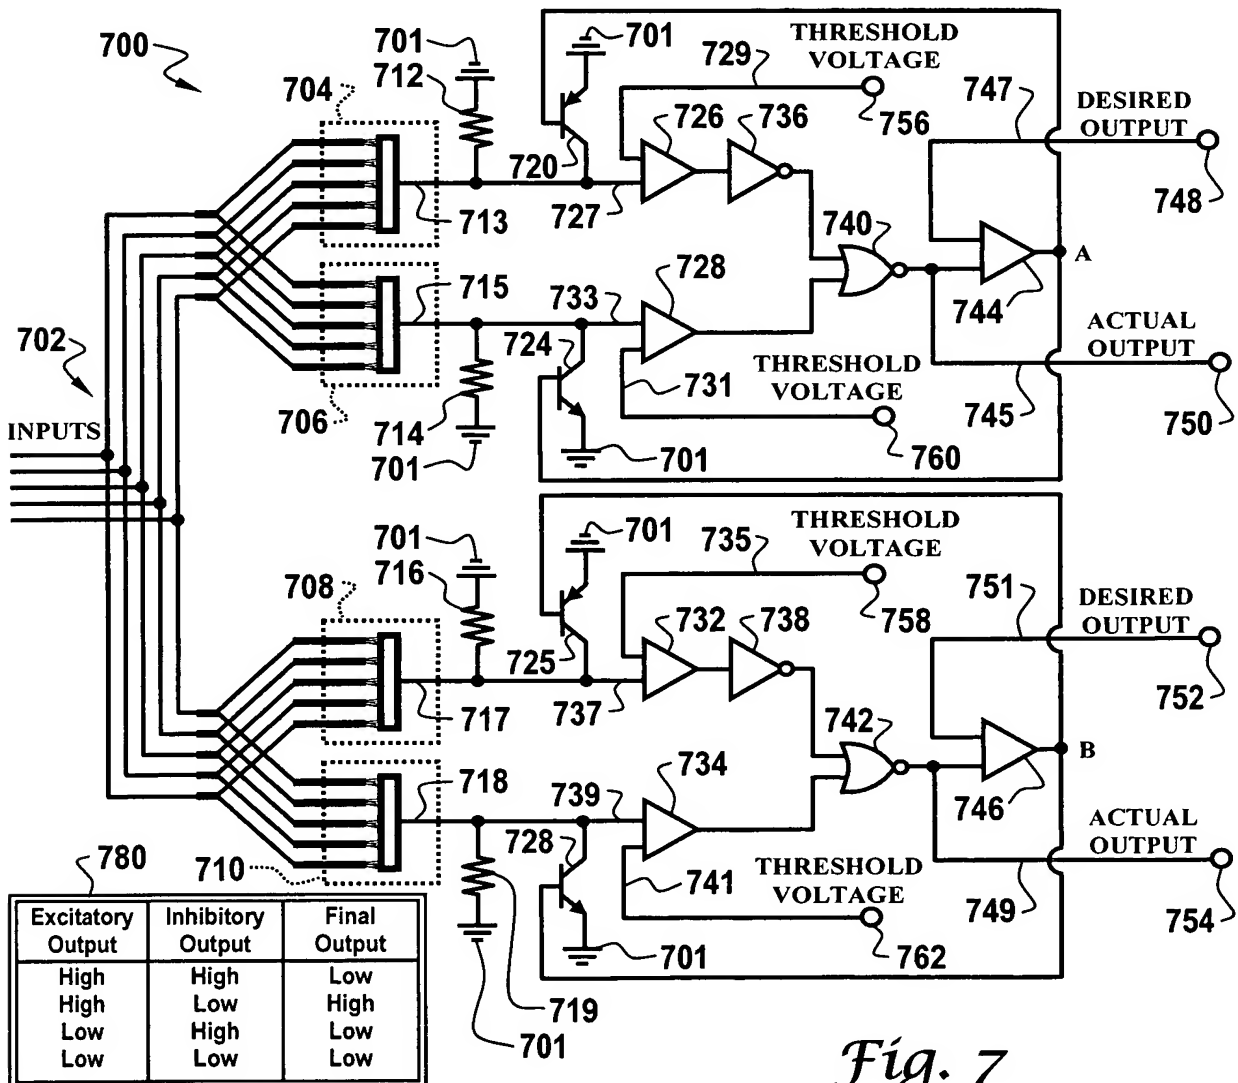 700
701
712
704
701
THRESHOLD
VOLTAGE
729
756
726
736
720
727
713
747
DESIRED
OUTPUT
748
740
728
715
733
724
A
744
702
706
714
701
701
731
THRESHOLD
VOLTAGE
760
745
ACTUAL
OUTPUT
750
INPUTS
701
716
708
701
735
THRESHOLD
VOLTAGE
758
732
738
725
737
717
751
DESIRED
OUTPUT
752
742
734
718
739
728
B
746
710
741
THRESHOLD
VOLTAGE
762
701
749
ACTUAL
OUTPUT
754
719
701
780
Excitatory Output Inhibitory Output Final Output
High High Low
High Low High
Low High Low
Low Low Low
Fig. 7